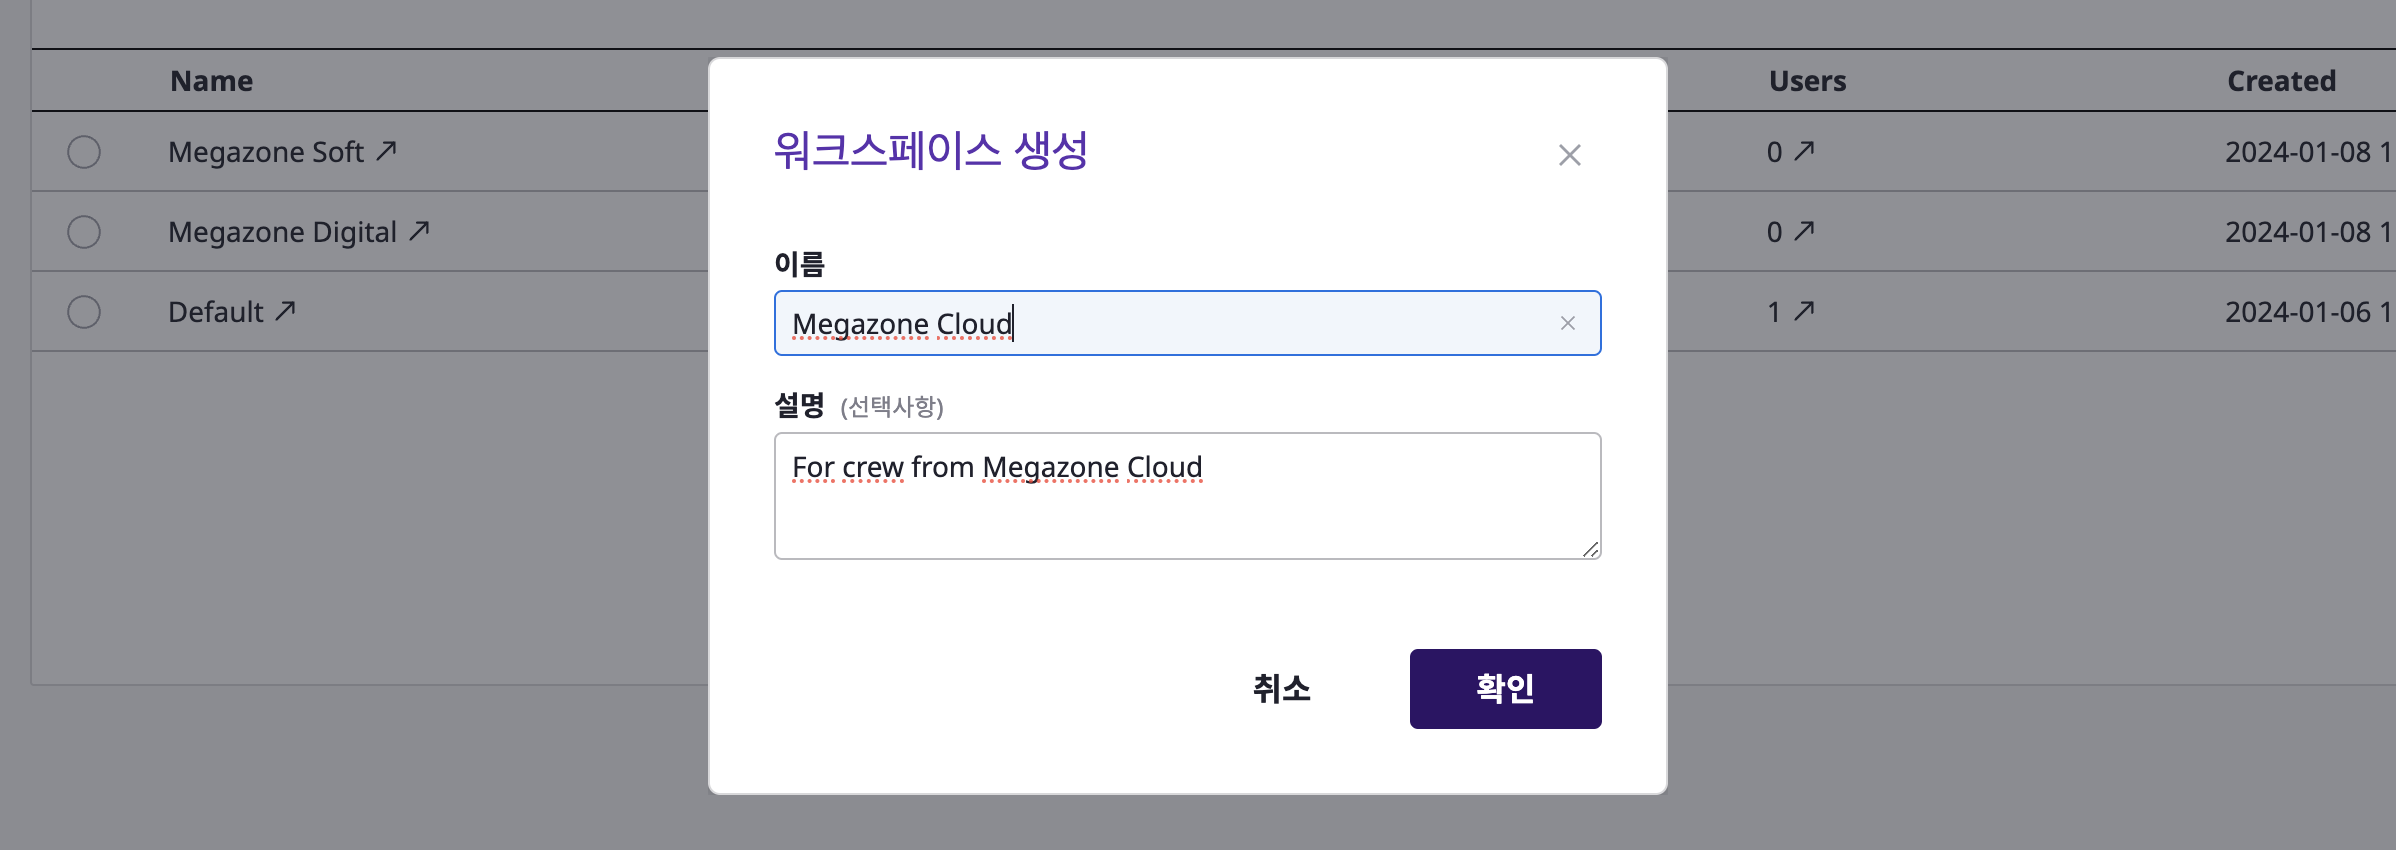 Name
Users
Created
Megazone Soft
0
2024-01-08 1
Megazone Digital
0
2024-01-08 1
Default
1
2024-01-06 1
워크스페이스 생성
이름
Megazone Cloud
설명 (선택사항)
For crew from Megazone Cloud
취소
확인